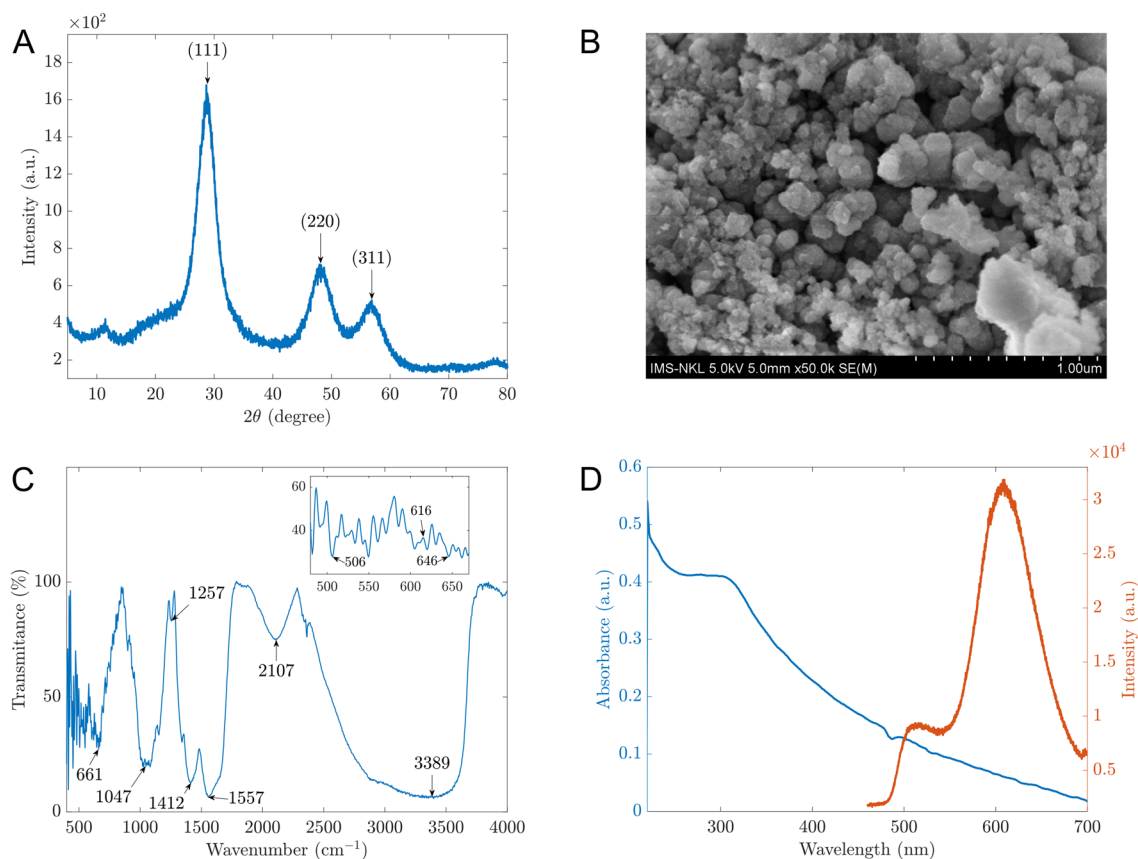 A
×10²
18
16
14
12
10
8
6
4
2
Intensity (a.u.)
(111)
(220)
(311)
10 20 30 40 50 60 70 80
2θ (degree)
B
IMS-NKL 5.0kV 5.0mm x50.0k SE(M) 1.00um
C
100
50
0
Transmitance (%)
661
1047
1257
1412
1557
2107
3389
60
40
506
616
646
500 550 600 650
500 1000 1500 2000 2500 3000 3500 4000
Wavenumber (cm⁻¹)
D
0.6
0.5
0.4
0.3
0.2
0.1
0
Absorbance (a.u.)
×10⁴
3
2.5
2
1.5
1
0.5
Intensity (a.u.)
300 400 500 600 700
Wavelength (nm)